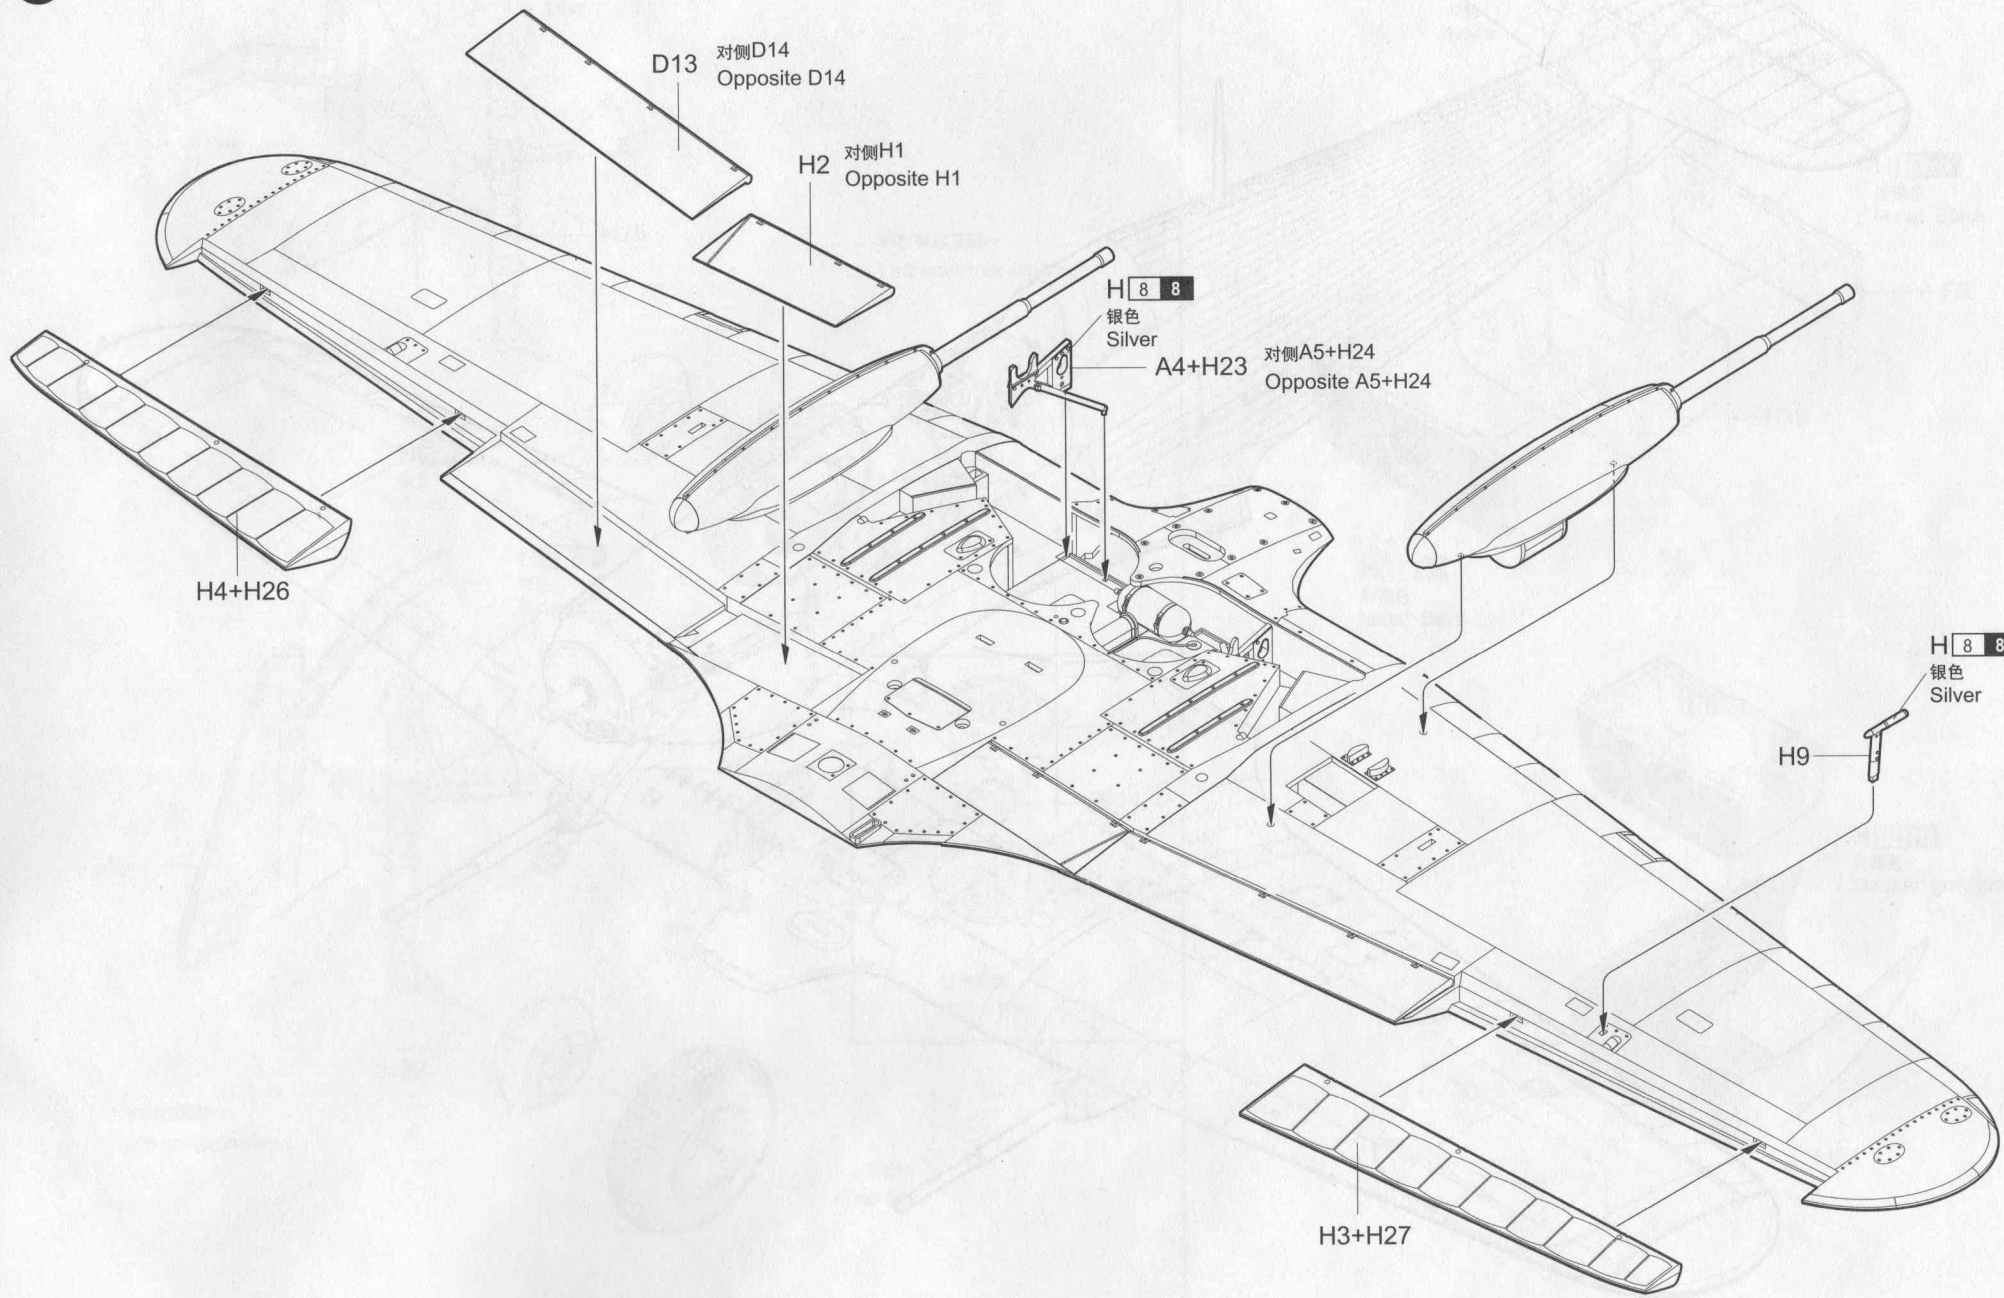 D13
对侧D14
Opposite D14
H2
对侧H1
Opposite H1
H 8 8
银色
Silver
A4+H23
对侧A5+H24
Opposite A5+H24
H4+H26
H 8 8
银色
Silver
H9
H3+H27